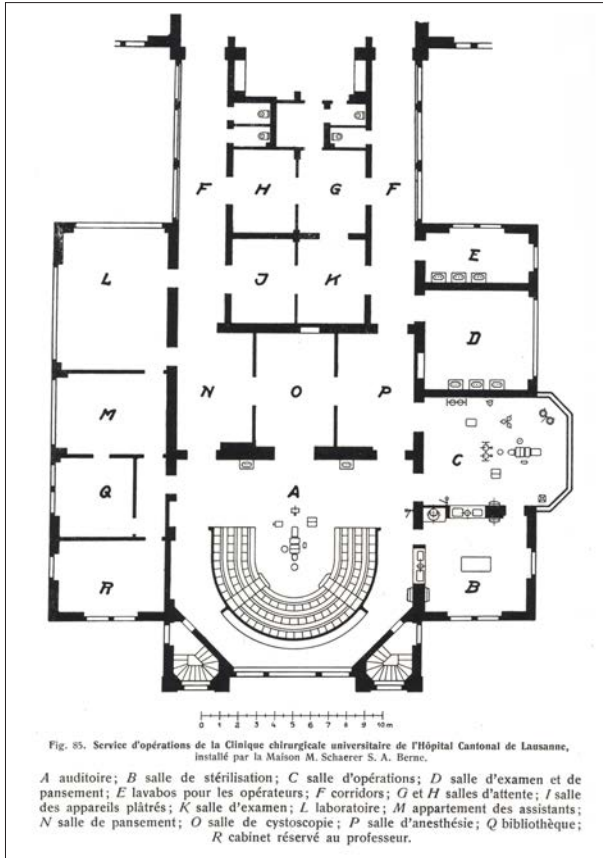 F
H
G
F
L
J
K
E
D
M
N
O
P
C
Q
A
R
B
0 1 2 3 4 5 6 7 8 9 10 m
Fig. 85. Service d'opérations de la Clinique chirurgicale universitaire de l'Hôpital Cantonal de Lausanne,
installé par la Maison M. Schaerer S. A. Berne.
A auditoire; B salle de stérilisation; C salle d'opérations; D salle d'examen et de
pansement; E lavabos pour les opérateurs; F corridors; G et H salles d'attente; I salle
des appareils plâtrés; K salle d'examen; L laboratoire; M appartement des assistants;
N salle de pansement; O salle de cystoscopie; P salle d'anesthésie; Q bibliothèque;
R cabinet réservé au professeur.